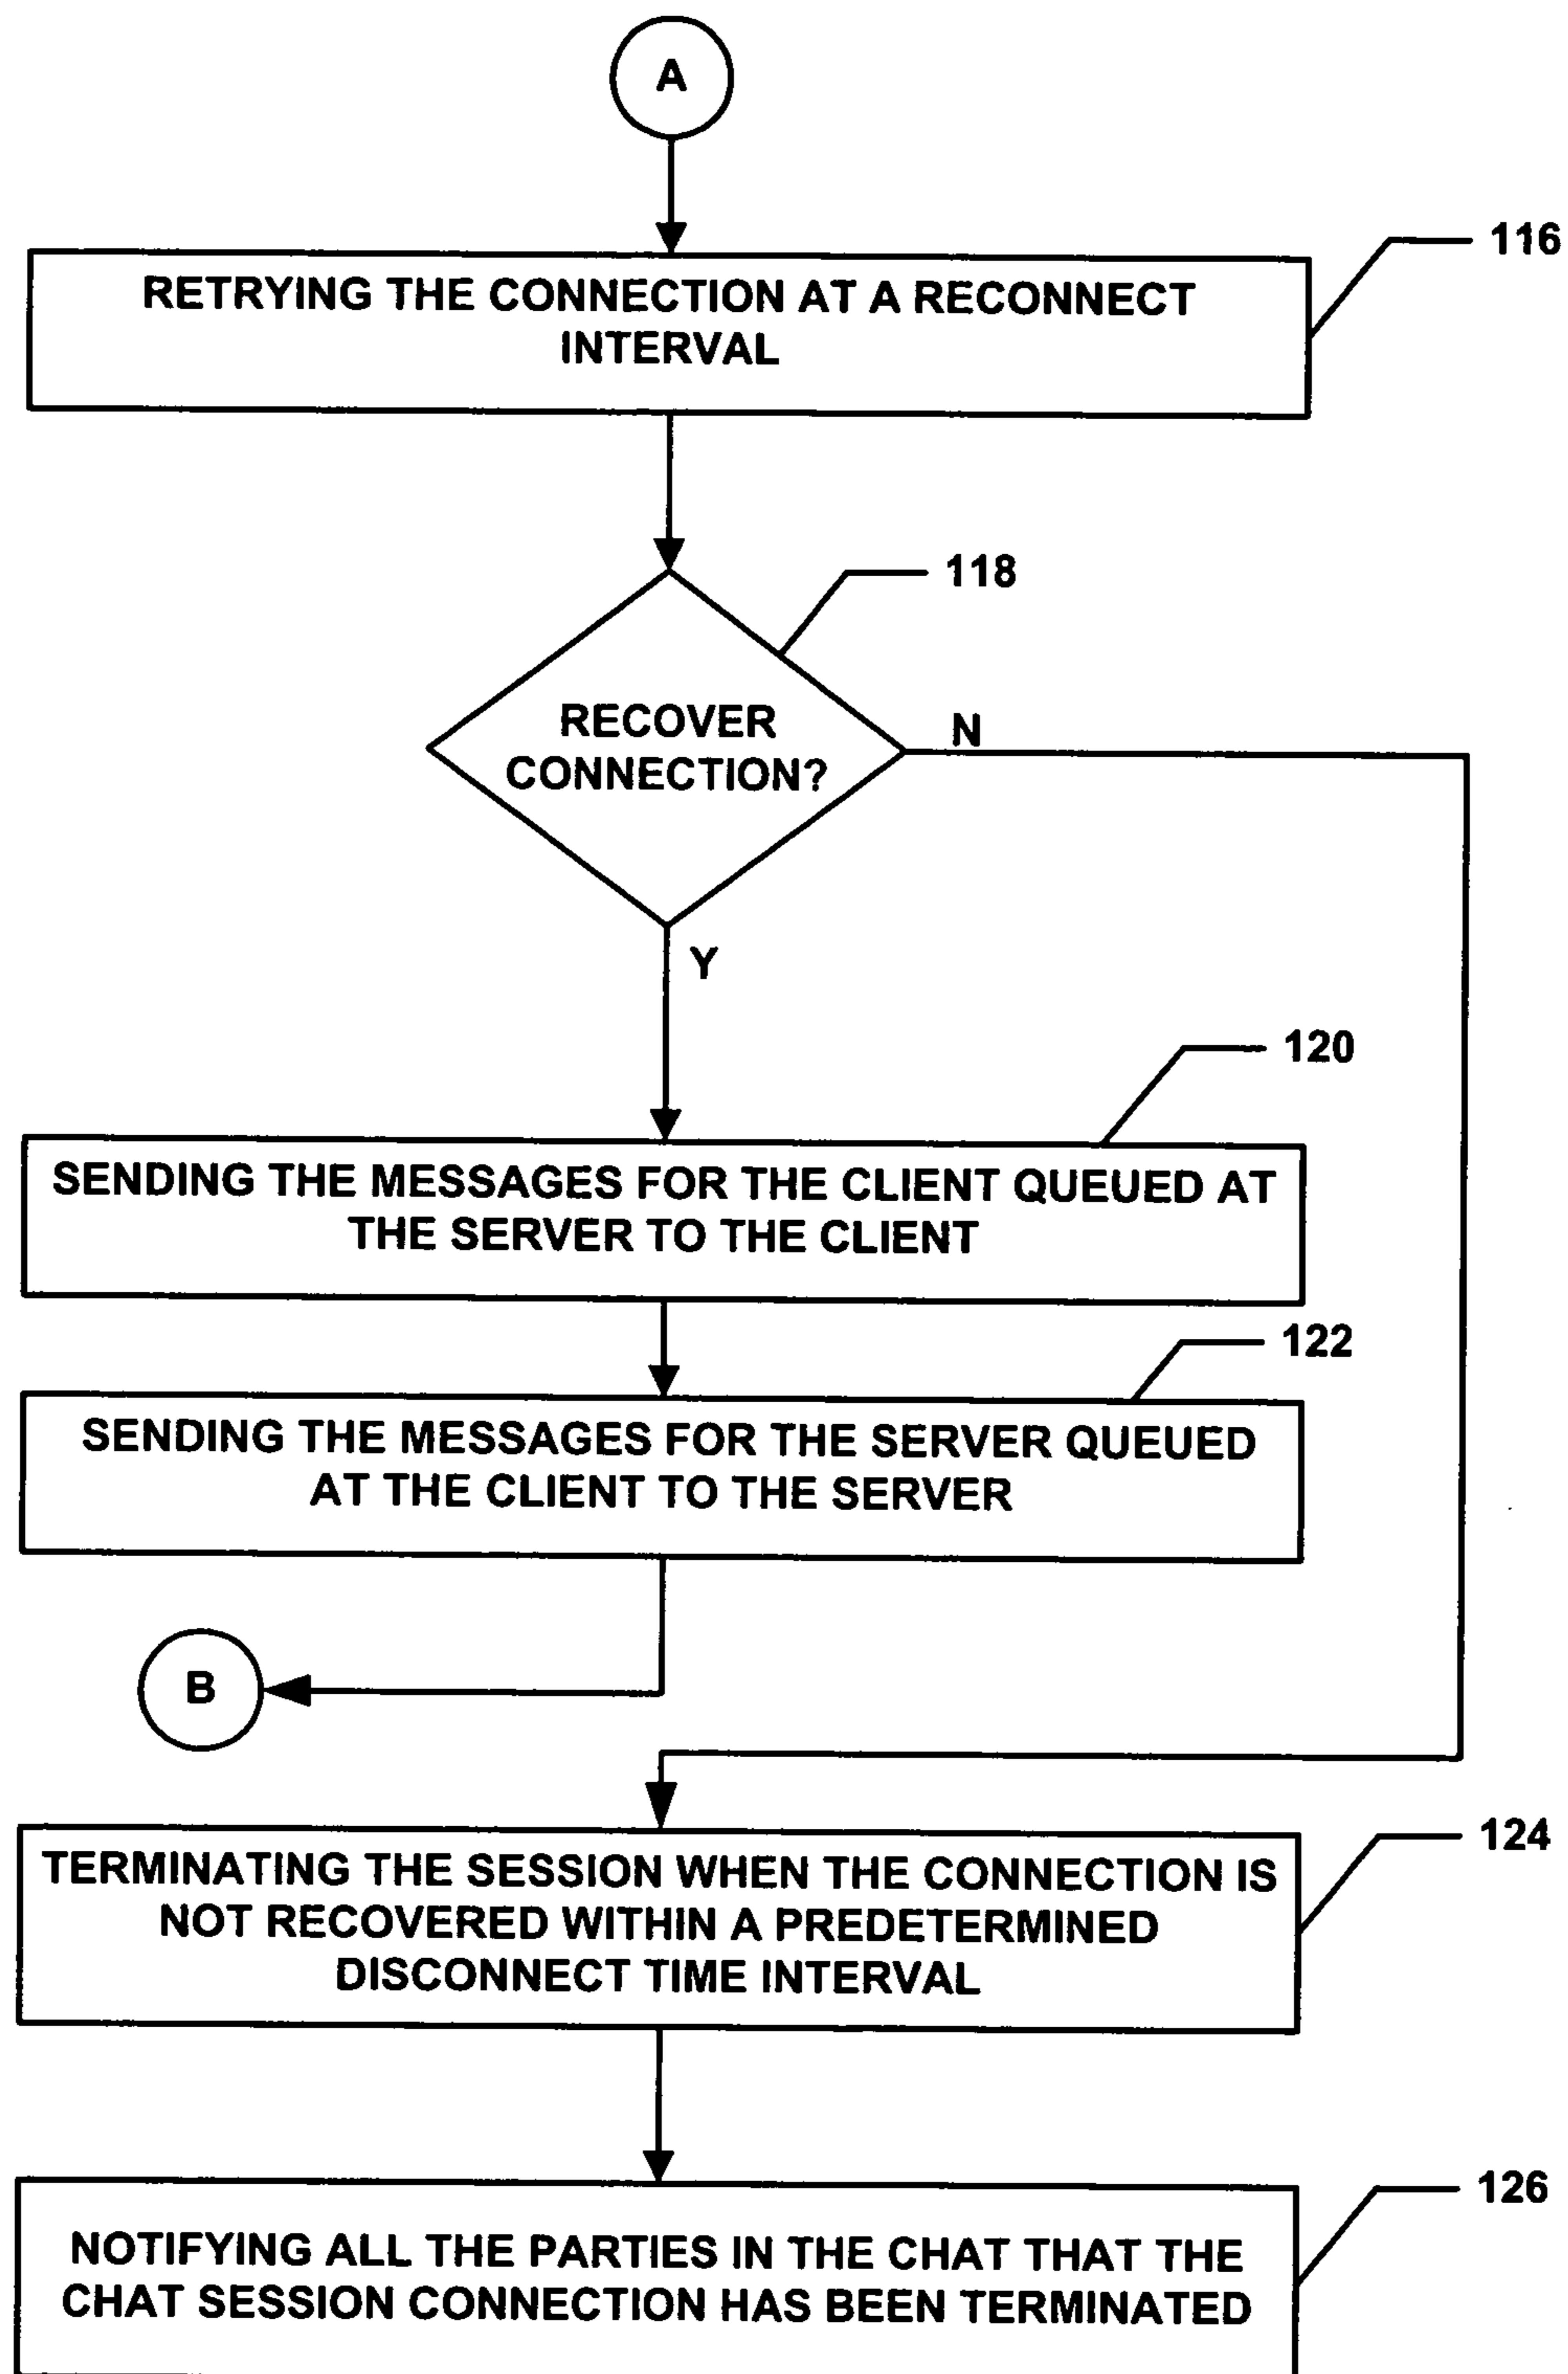 A
116
RETRYING THE CONNECTION AT A RECONNECT
INTERVAL
118
RECOVER
CONNECTION?
N
Y
120
SENDING THE MESSAGES FOR THE CLIENT QUEUED AT
THE SERVER TO THE CLIENT
122
SENDING THE MESSAGES FOR THE SERVER QUEUED
AT THE CLIENT TO THE SERVER
B
124
TERMINATING THE SESSION WHEN THE CONNECTION IS
NOT RECOVERED WITHIN A PREDETERMINED
DISCONNECT TIME INTERVAL
126
NOTIFYING ALL THE PARTIES IN THE CHAT THAT THE
CHAT SESSION CONNECTION HAS BEEN TERMINATED